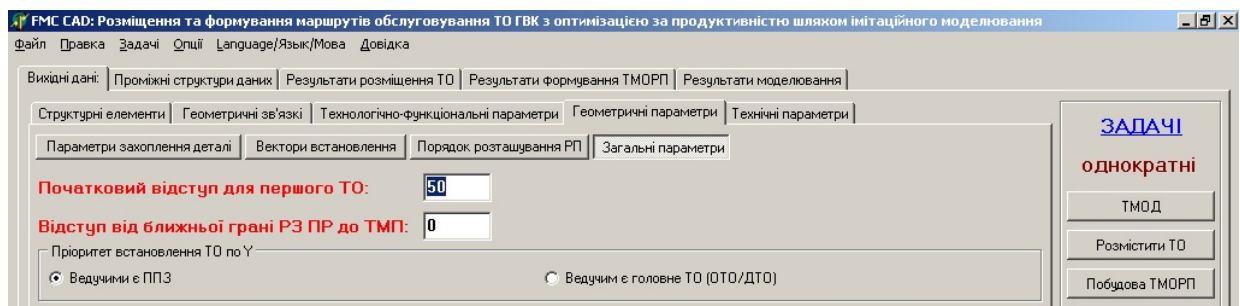 FMC CAD: Розміщення та формування маршрутів обслуговування ТО ГВК з оптимізацією за продуктивністю шляхом імітаційного моделювання
Файл Правка Задачі Опції Language/Язык/Мова Довідка
Вихідні дані: Проміжні структури даних Результати розміщення ТО Результати формування ТМОРП Результати моделювання
Структурні елементи Геометричні зв'язкі Технологічно-функціональні параметри Геометричні параметри Технічні параметри
Параметри захоплення деталі Вектори встановлення Порядок розташування РП Загальні параметри
Початковий відступ для першого ТО: 50
Відступ від ближньої грані РЗ ПР до ТМП: 0
Пріоритет встановлення ТО по Y
Ведучими є ППЗ Ведучим є головне ТО (ОТО/ДТО)
ЗАДАЧІ
однократні
ТМОД
Розмістити ТО
Побудова ТМОРП